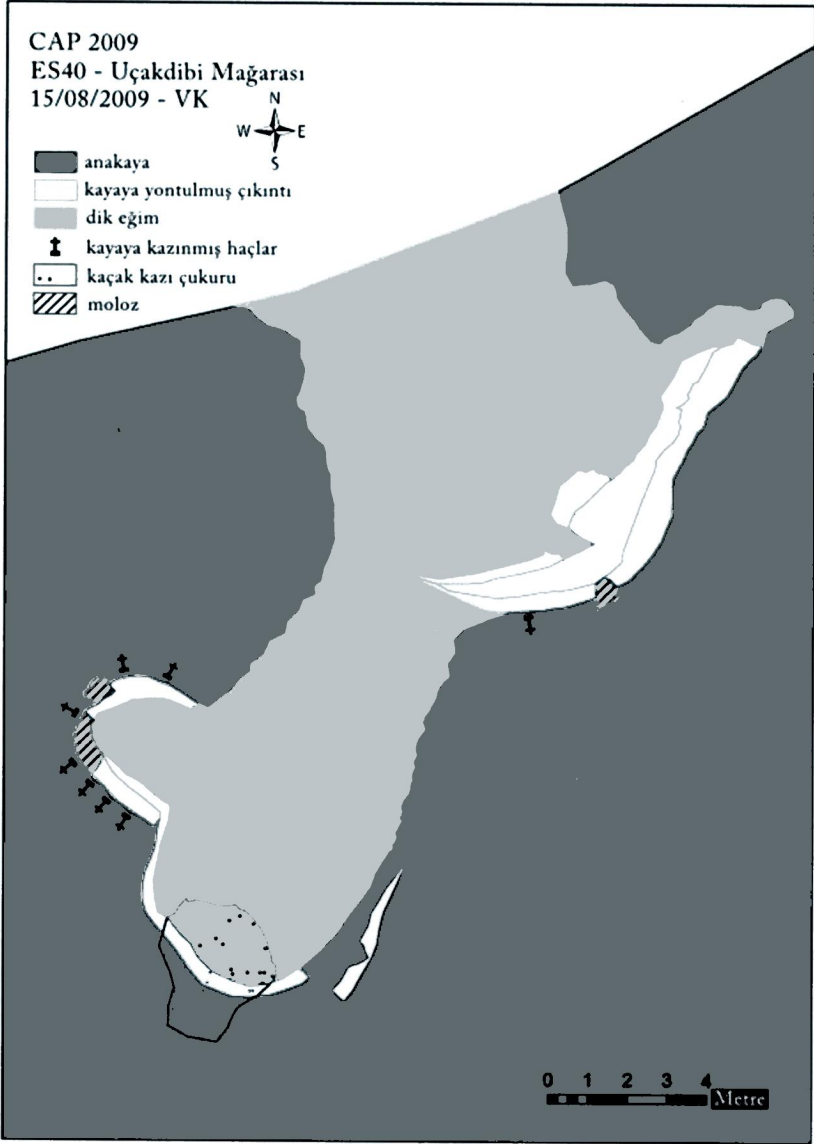 CAP 2009
ES40 - Uçakdibi Mağarası
15/08/2009 - VK
N
W E
S
anakaya
kayaya yontulmuş çıkıntı
dik eğim
kayaya kazınmış haçlar
kaçak kazı çukuru
moloz
0 1 2 3 4
Metre